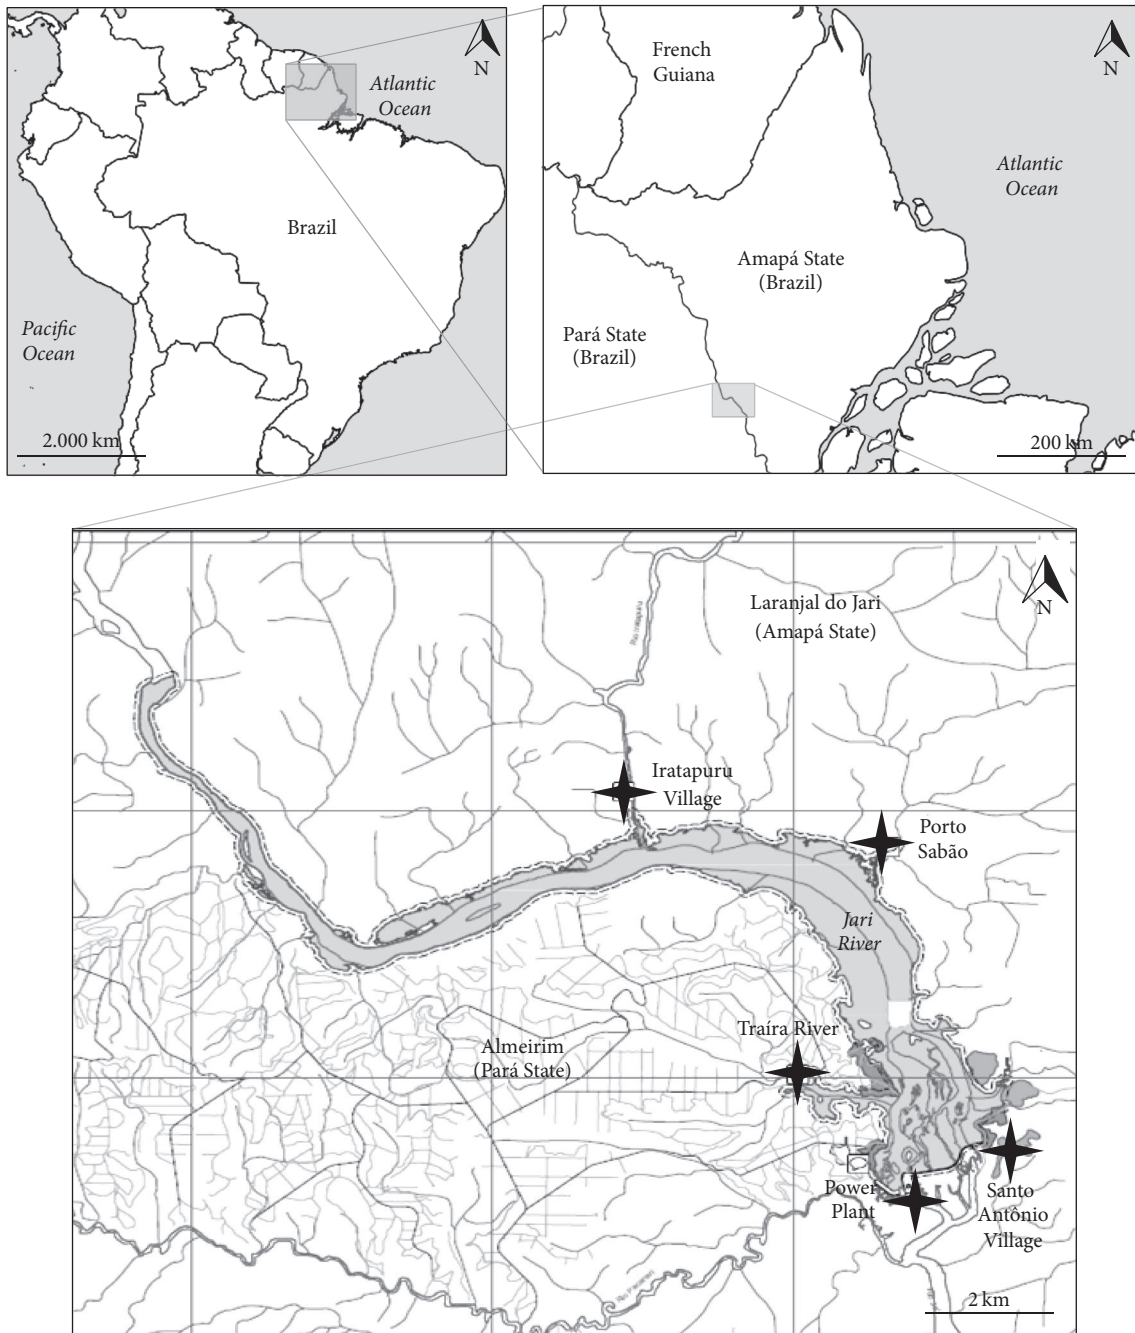 N
Atlantic
Ocean
Brazil
Pacific
Ocean
2.000 km
French
Guiana
N
Atlantic
Ocean
Amapá State
(Brazil)
Pará State
(Brazil)
200 km
N
Laranjal do Jari
(Amapá State)
Rio Iratapuru
Iratapuru
Village
Porto
Sabão
Jari
River
Traíra River
Almeirim
(Pará State)
Power
Plant
Santo
Antônio
Village
2 km